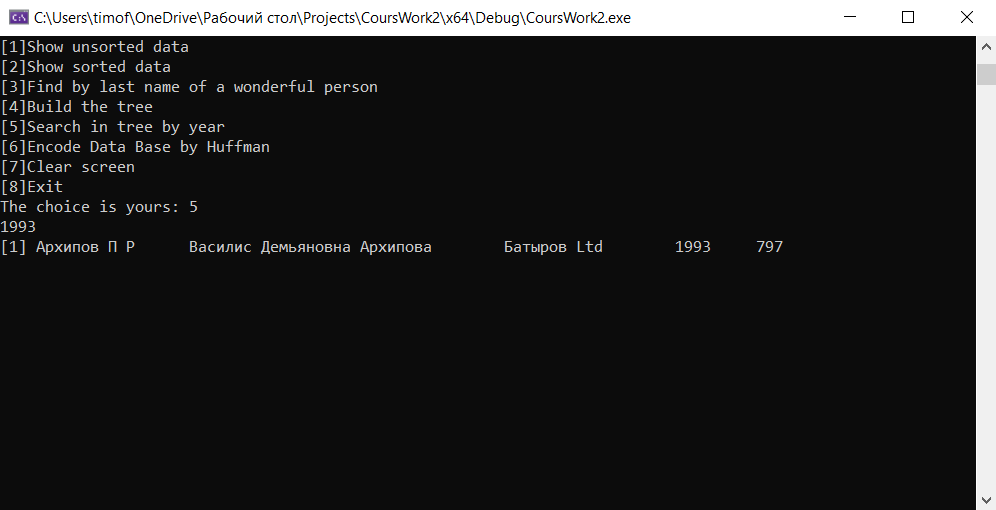 C:\Users\timof\OneDrive\Рабочий стол\Projects\CoursWork2\x64\Debug\CoursWork2.exe
[1]Show unsorted data
[2]Show sorted data
[3]Find by last name of a wonderful person
[4]Build the tree
[5]Search in tree by year
[6]Encode Data Base by Huffman
[7]Clear screen
[8]Exit
The choice is yours: 5
1993
[1] Архипов П Р      Василис Демьяновна Архипова        Батыров Ltd        1993     797